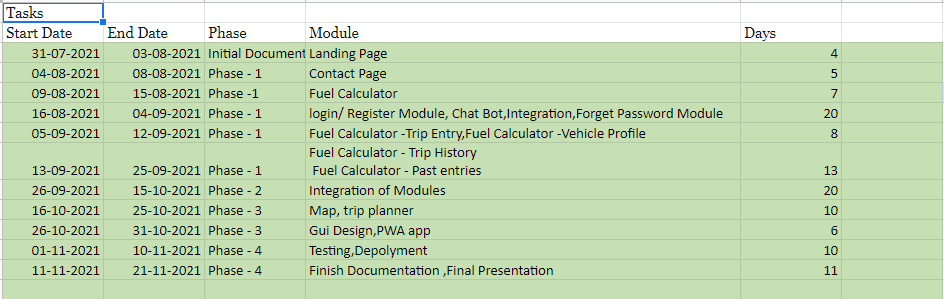 Tasks
Start Date End Date Phase Module Days
31-07-2021 03-08-2021 Initial Document Landing Page 4
04-08-2021 08-08-2021 Phase - 1 Contact Page 5
09-08-2021 15-08-2021 Phase -1 Fuel Calculator 7
16-08-2021 04-09-2021 Phase - 1 login/ Register Module, Chat Bot,Integration,Forget Password Module 20
05-09-2021 12-09-2021 Phase - 1 Fuel Calculator -Trip Entry,Fuel Calculator -Vehicle Profile 8
Fuel Calculator - Trip History
13-09-2021 25-09-2021 Phase - 1 Fuel Calculator - Past entries 13
26-09-2021 15-10-2021 Phase - 2 Integration of Modules 20
16-10-2021 25-10-2021 Phase - 3 Map, trip planner 10
26-10-2021 31-10-2021 Phase - 3 Gui Design,PWA app 6
01-11-2021 10-11-2021 Phase - 4 Testing,Depolyment 10
11-11-2021 21-11-2021 Phase - 4 Finish Documentation ,Final Presentation 11